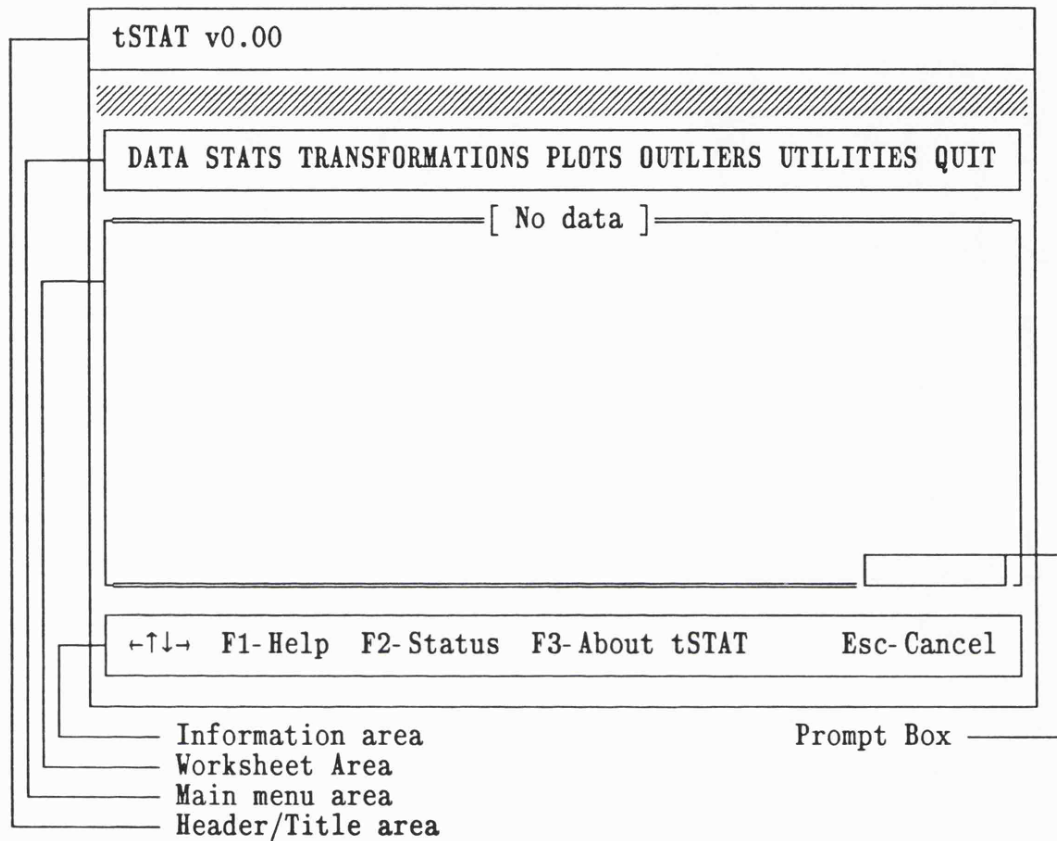 tSTAT v0.00
DATA STATS TRANSFORMATIONS PLOTS OUTLIERS UTILITIES QUIT
[ No data ]
←↑↓→ F1-Help F2-Status F3-About tSTAT Esc-Cancel
Information area
Prompt Box
Worksheet Area
Main menu area
Header/Title area